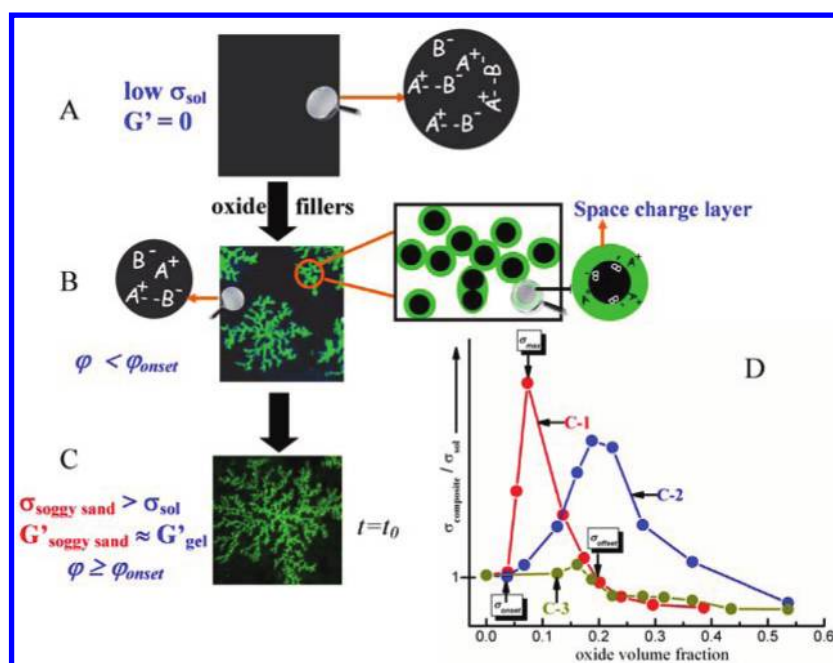 A
low σsol
G' = 0
B-
A+ -B
A+--B-
A--B
A+--B-
oxide fillers
Space charge layer
B
B- A+
A+--B-
B- A+
B
A- B- A+
φ < φonset
C
σsoggy sand > σsol
G'soggy sand ≈ G'gel
φ ≥ φonset
t=t0
D
σmax
C-1
C-2
σoffset
C-3
σonset
σcomposite / σsol
1
0.0 0.1 0.2 0.3 0.4 0.5 0.6
oxide volume fraction